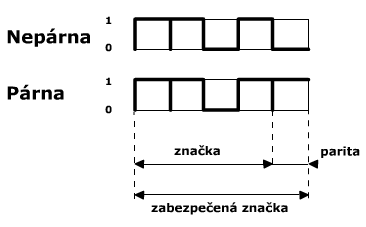 Nepárna
1
0
Párna
1
0
značka
parita
zabezpečená značka